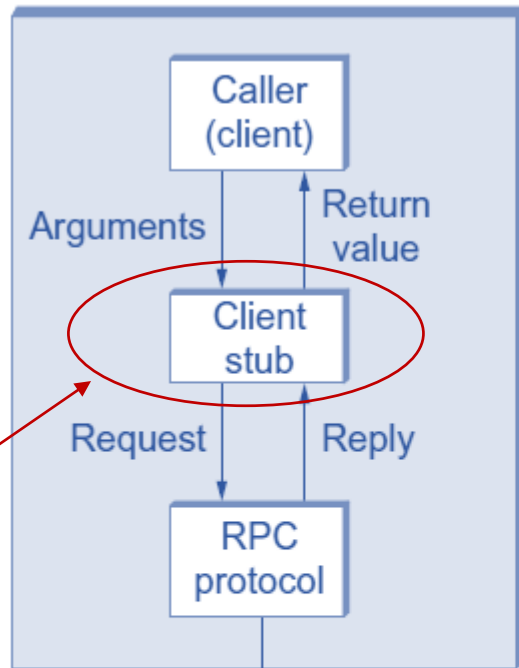 Caller
(client)
Arguments
Return
value
Client
stub
Request
Reply
RPC
protocol